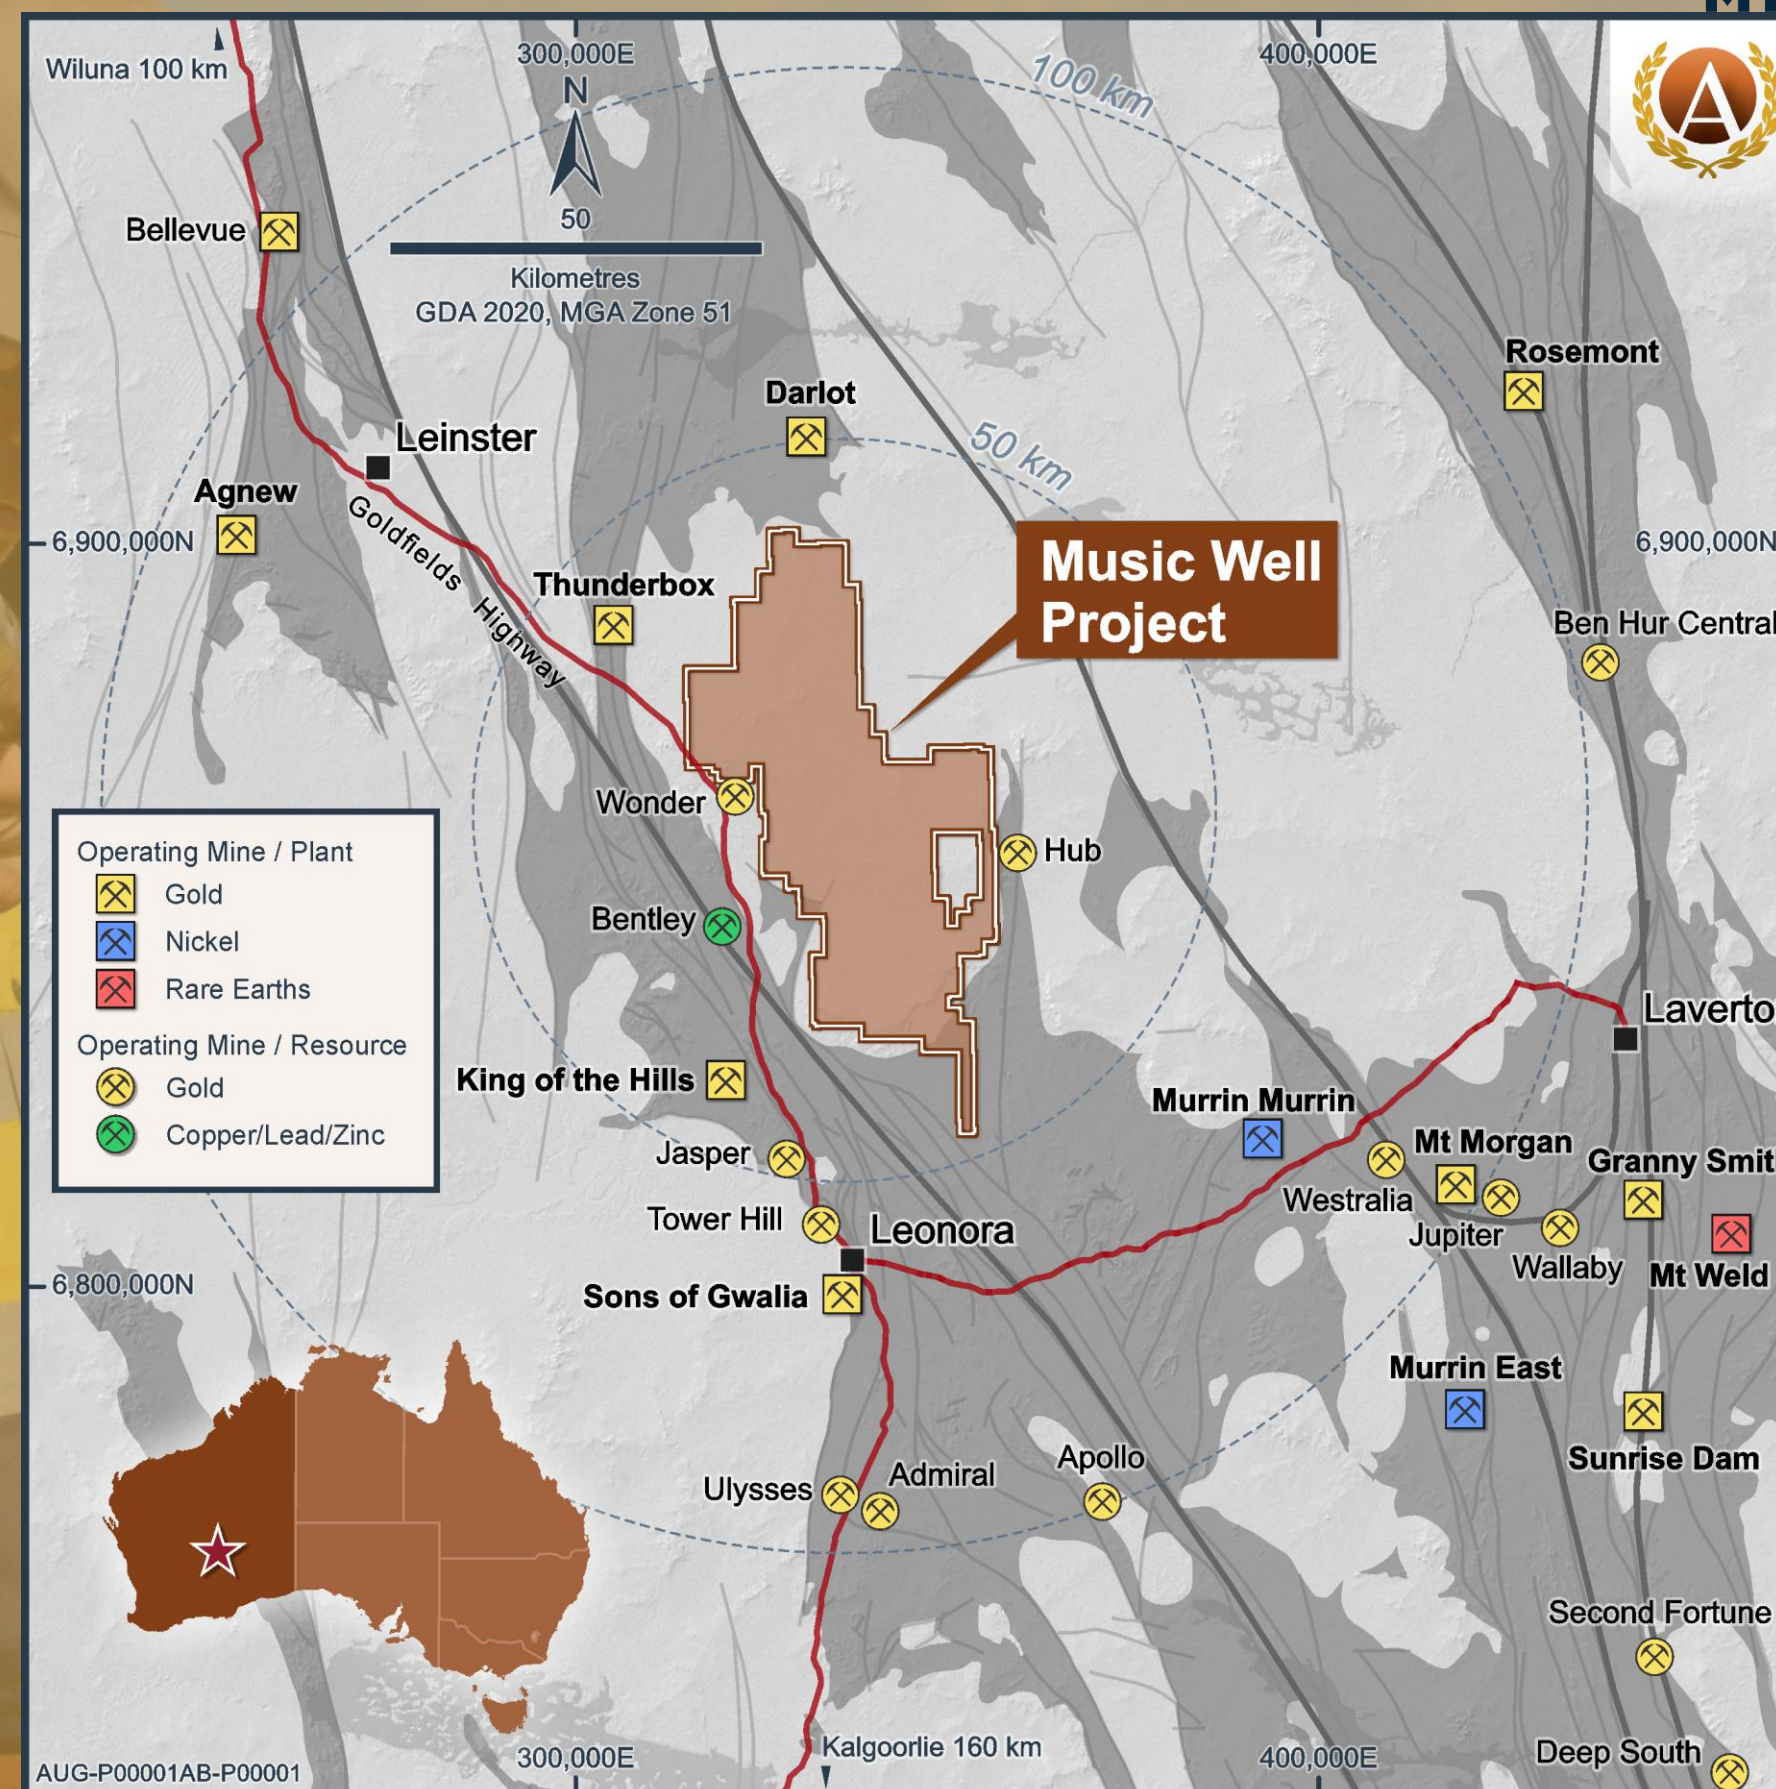 Wiluna 100 km
300,000E
400,000E
100 km
N
A
50
Kilometres
GDA 2020, MGA Zone 51
Bellevue
Rosemont
Darlot
Leinster
50 km
Agnew
Goldfields Highway
6,900,000N
6,900,000N
Music Well
Project
Thunderbox
Ben Hur Central
Wonder
Hub
Operating Mine / Plant
Gold
Nickel
Rare Earths
Operating Mine / Resource
Gold
Copper/Lead/Zinc
Bentley
Laverto
King of the Hills
Murrin Murrin
Mt Morgan
Jasper
Granny Smit
Westralia
Tower Hill
Leonora
Jupiter
Wallaby
Mt Weld
6,800,000N
Sons of Gwalia
Murrin East
Sunrise Dam
Apollo
Ulysses
Admiral
Second Fortune
Kalgoorlie 160 km
300,000E
400,000E
Deep South
AUG-P00001AB-P00001